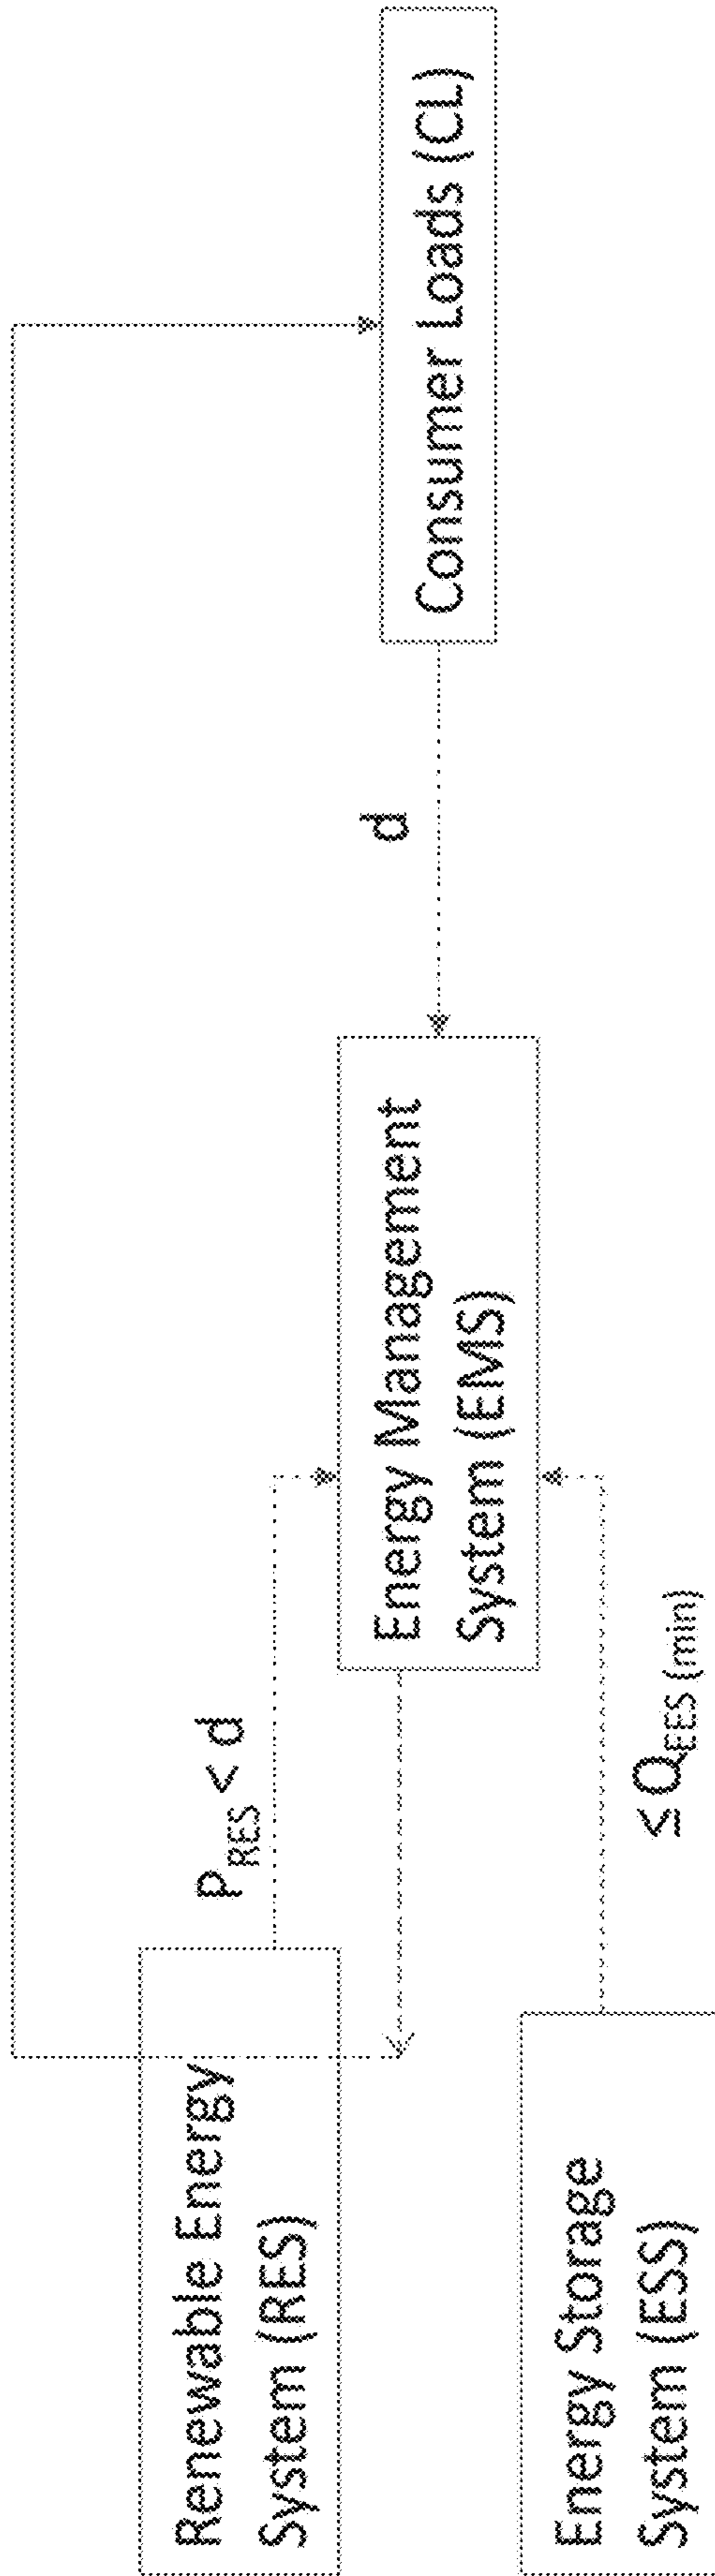 Renewable Energy
System (RES)
P_RES < d
Energy Management
System (EMS)
d
Consumer Loads (CL)
Energy Storage
System (ESS)
≤ Q_EES (min)